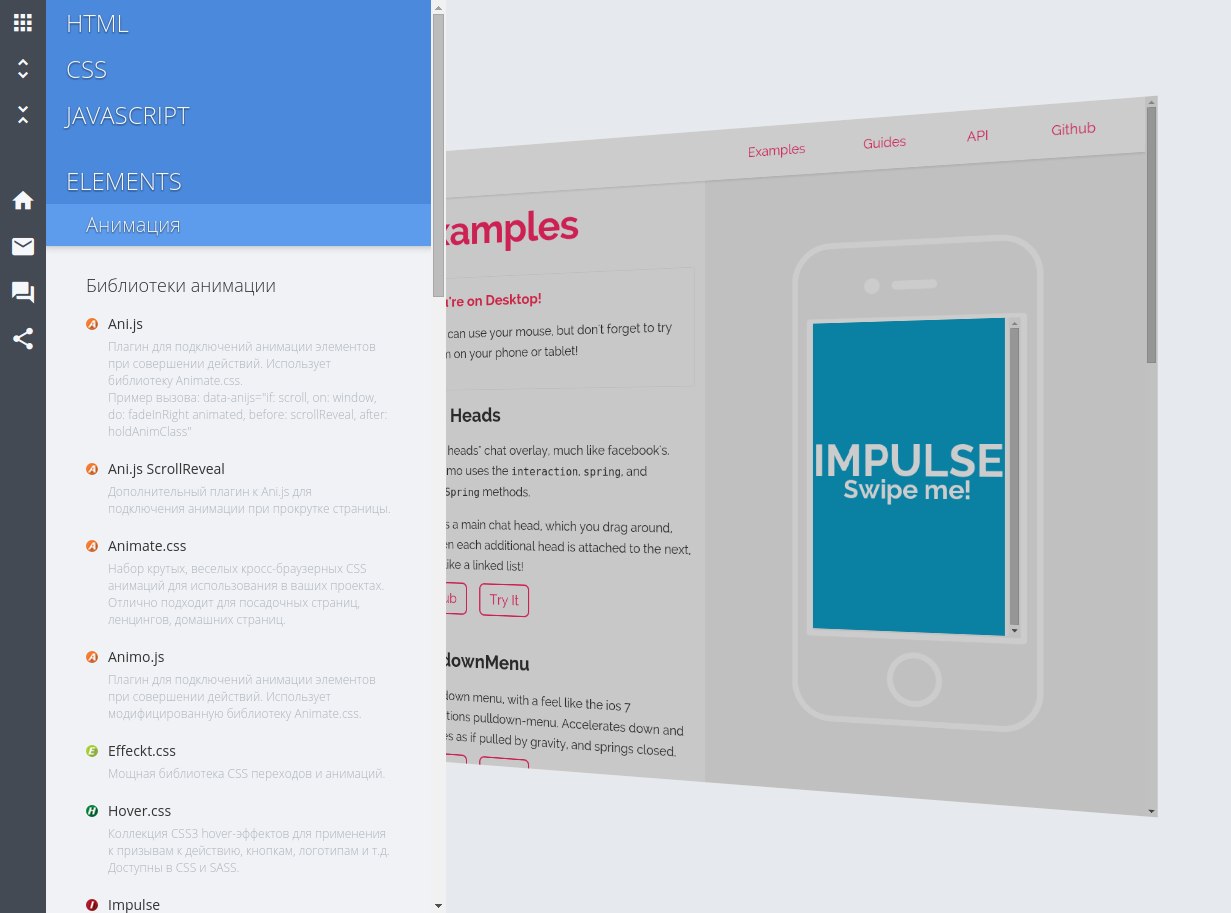 HTML
CSS
JAVASCRIPT
ELEMENTS
Анимация
Библиотеки анимации
Ani.js
Плагин для подключений анимации элементов
при совершении действий. Использует
библиотеку Animate.css.
Пример вызова: data-anijs="if: scroll, on: window,
do: fadeInRight animated, before: scrollReveal, after:
holdAnimClass"
Ani.js ScrollReveal
Дополнительный плагин к Ani.js для
подключения анимации при прокрутке страницы.
Animate.css
Набор крутых, веселых кросс-браузерных CSS
анимаций для использования в ваших проектах.
Отлично подходит для посадочных страниц,
ленцингов, домашних страниц.
Animo.js
Плагин для подключений анимации элементов
при совершении действий. Использует
модифицированную библиотеку Animate.css.
Effeckt.css
Мощная библиотека CSS переходов и анимаций.
Hover.css
Коллекция CSS3 hover-эффектов для применения
к призывам к действию, кнопкам, логотипам и т.д.
Доступны в CSS и SASS.
Impulse
Examples
Guides
API
Github
xamples
're on Desktop!
can use your mouse, but don't forget to try
on your phone or tablet!
Heads
heads" chat overlay, much like facebook's.
mo uses the interaction, spring, and
Spring methods.
s a main chat head, which you drag around,
en each additional head is attached to the next,
like a linked list!
ub
Try It
downMenu
down menu, with a feel like the ios 7
tions pulldown-menu. Accelerates down and
es as if pulled by gravity, and springs closed.
IMPULSE
Swipe me!